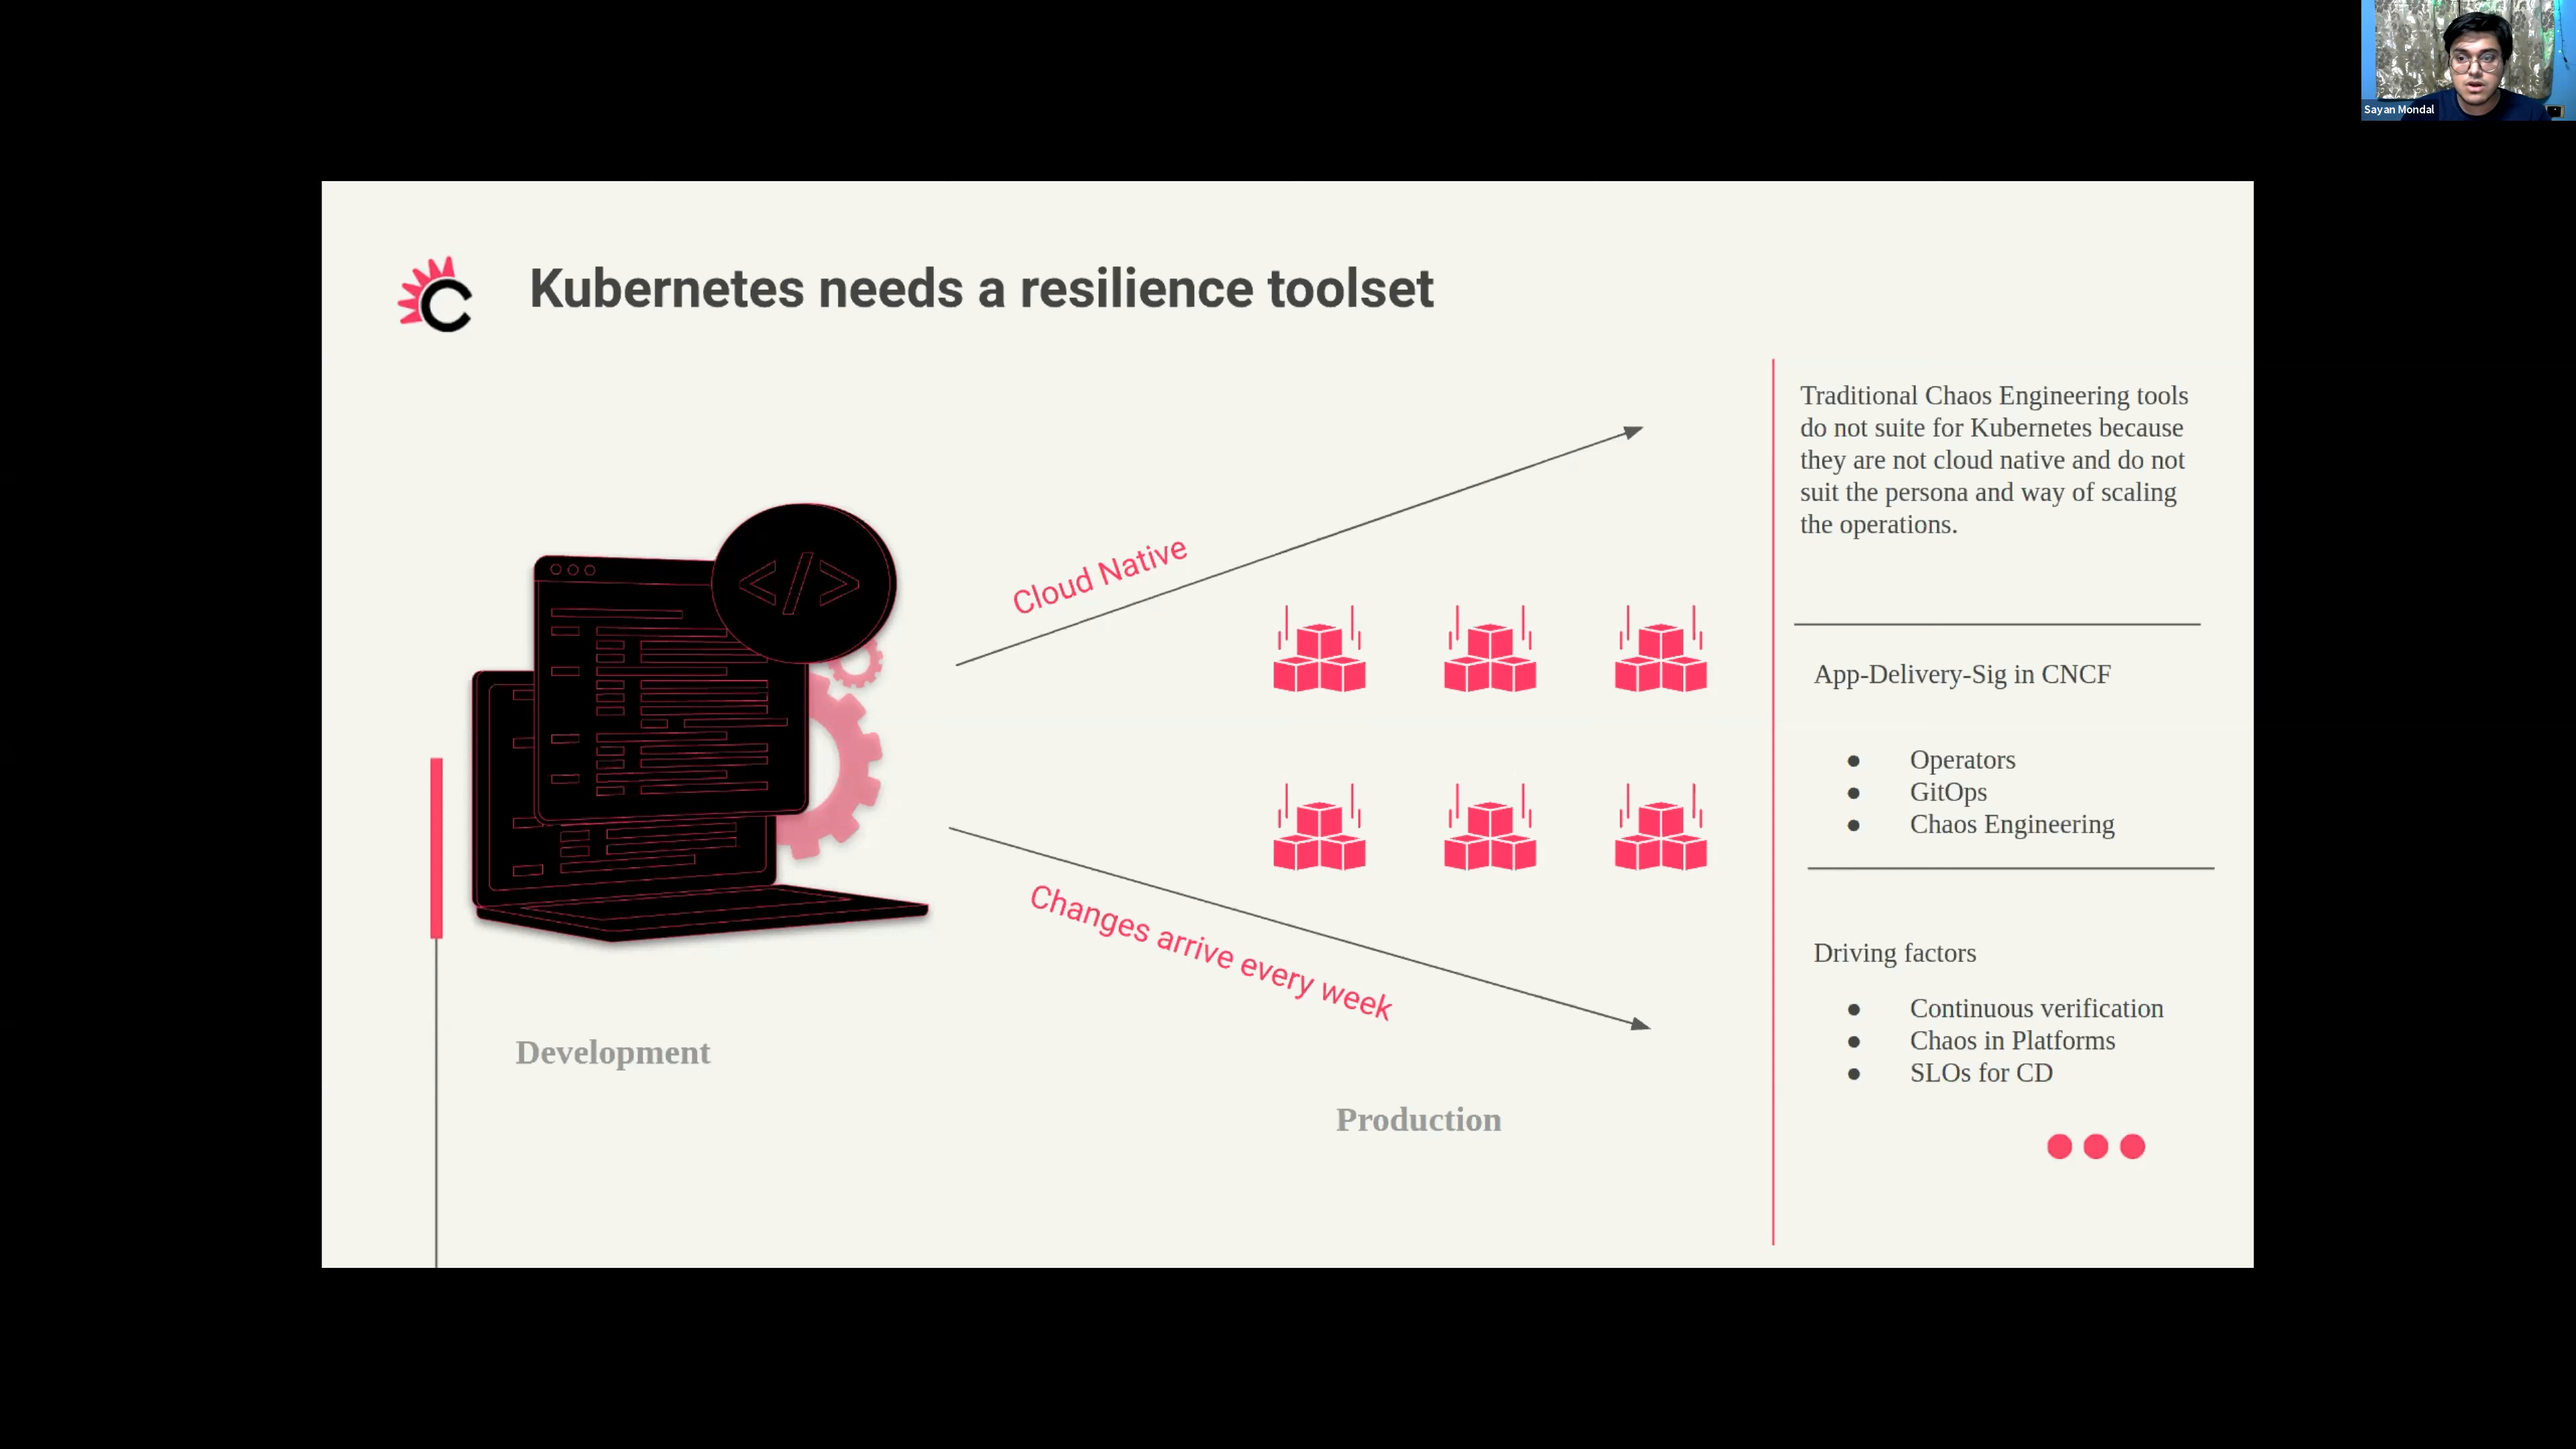 Sayan Mondal
C
Kubernetes needs a resilience toolset
Cloud Native
</>
Changes arrive every week
Development
Production
Traditional Chaos Engineering tools
do not suite for Kubernetes because
they are not cloud native and do not
suit the persona and way of scaling
the operations.
App-Delivery-Sig in CNCF
● Operators
● GitOps
● Chaos Engineering
Driving factors
● Continuous verification
● Chaos in Platforms
● SLOs for CD